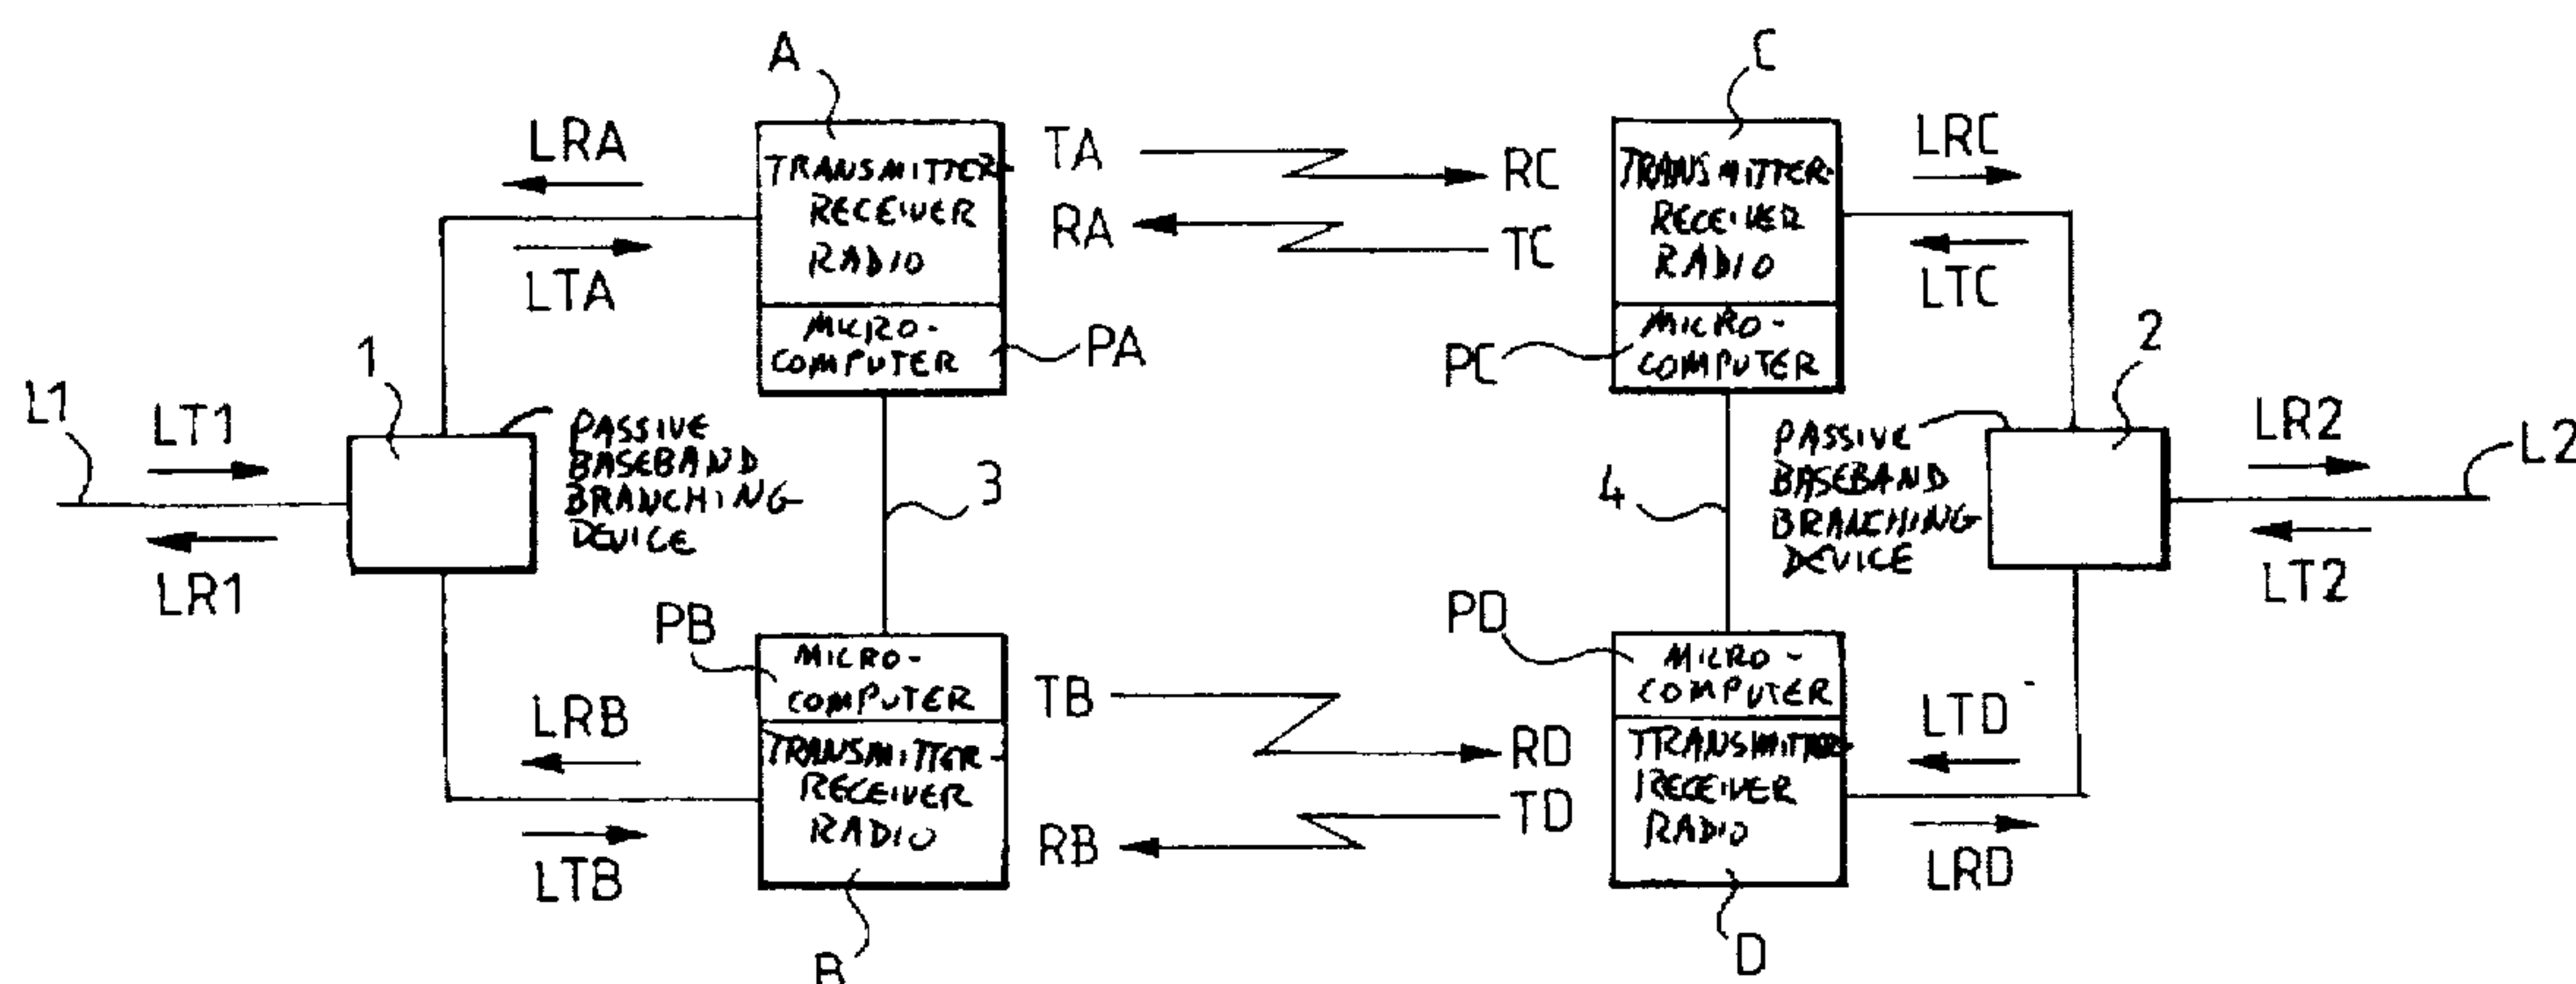 A
C
LRA
TRANSMITTER-
RECEIVER
RADIO
TA
RC
TRANSMITTER-
RECEIVER
RADIO
LRC
LTA
RA
TC
LTC
MICRO-
COMPUTER
PA
PC
MICRO-
COMPUTER
2
1
L1
LT1
PASSIVE
BASEBAND
BRANCHING
DEVICE
3
4
PASSIVE
BASEBAND
BRANCHING
DEVICE
LR2
L2
LR1
LT2
PB
MICRO-
COMPUTER
PD
MICRO-
COMPUTER
LRB
TRANSMITTER-
RECEIVER
RADIO
TB
RD
TRANSMITTER-
RECEIVER
RADIO
LTD
LTB
RB
TD
LRD
B
D